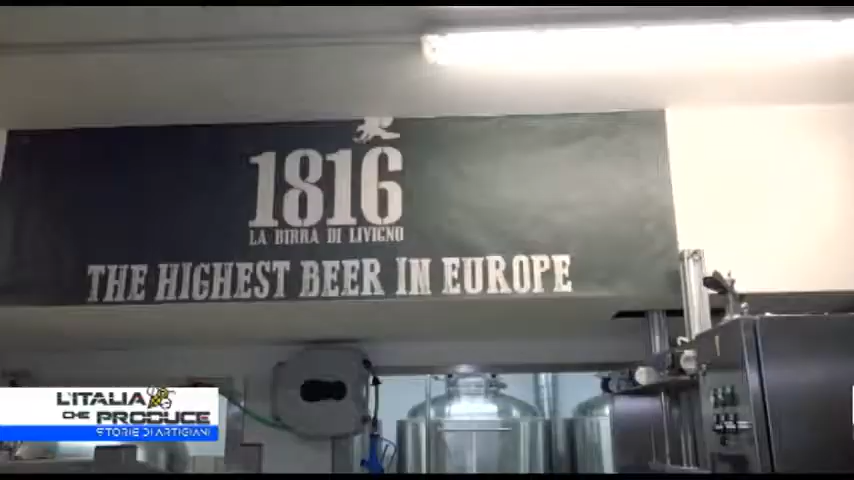 1816
LA BIRRA DI LIVIGNO
THE HIGHEST BEER IN EUROPE
L'ITALIA
CHE PRODUCE
STORIE DI ARTIGIANI